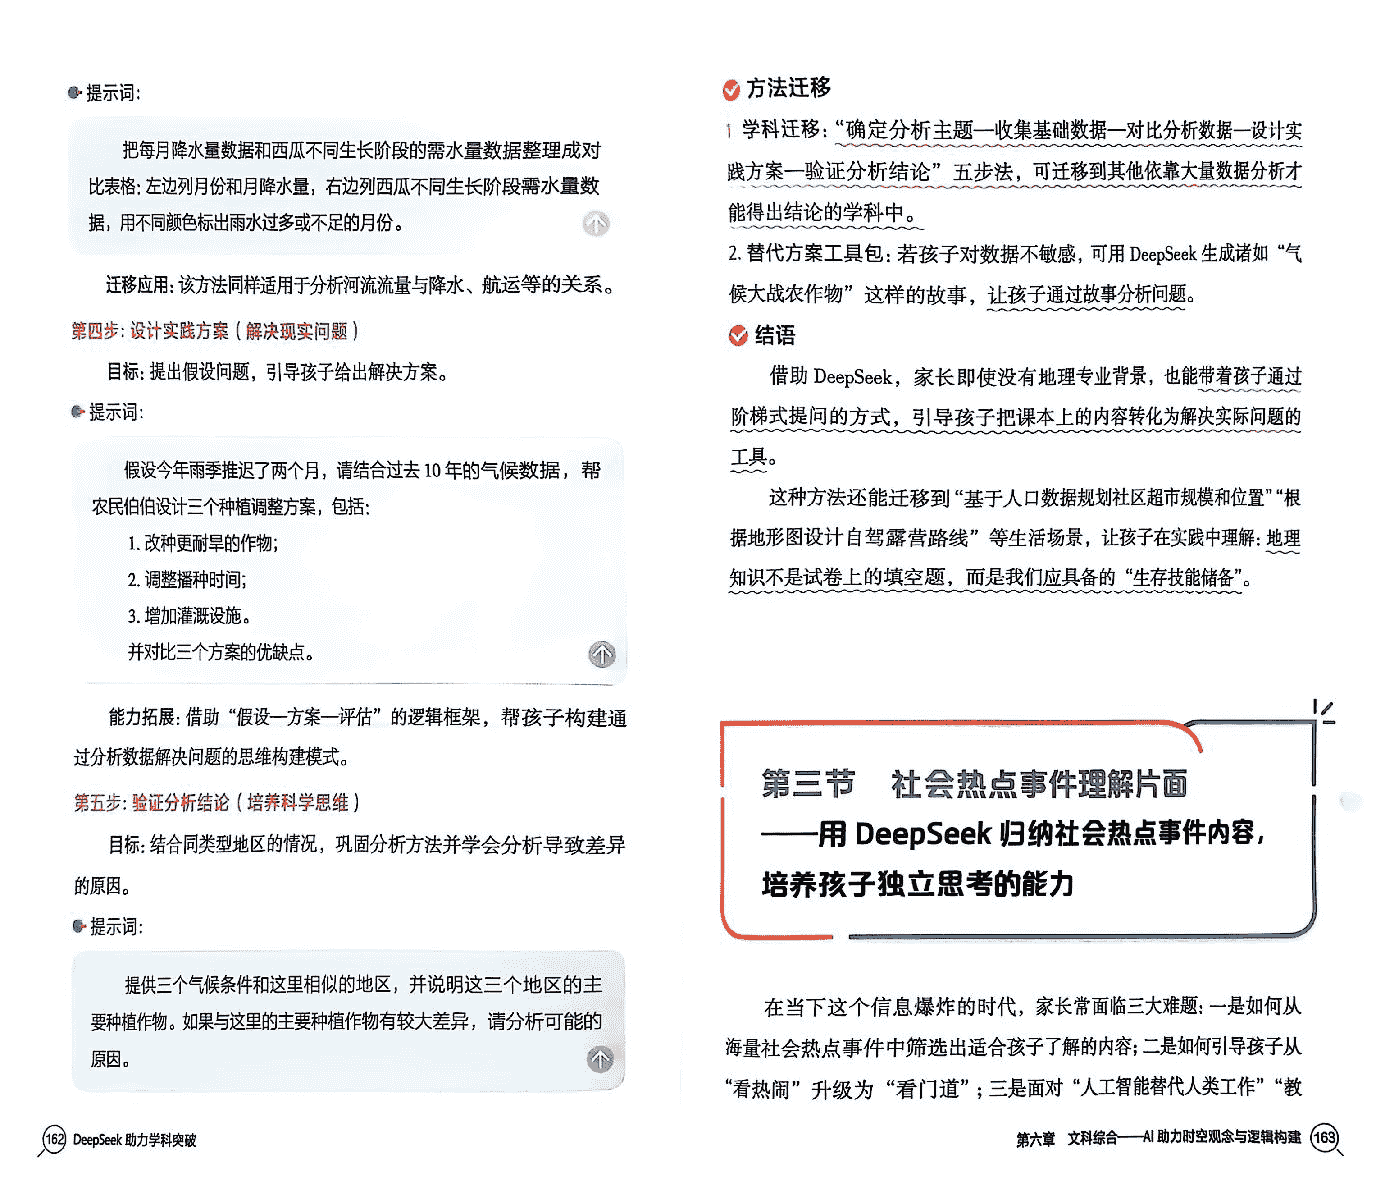 提示词:
把每月降水量数据和西瓜不同生长阶段的需水量数据整理成对
比表格: 左边列月份和月降水量，右边列西瓜不同生长阶段需水量数
据，用不同颜色标出雨水过多或不足的月份。
迁移应用: 该方法同样适用于分析河流流量与降水、航运等的关系。
第四步: 设计实践方案（解决现实问题）
目标: 提出假设问题，引导孩子给出解决方案。
提示词:
假设今年雨季推迟了两个月，请结合过去 10 年的气候数据，帮
农民伯伯设计三个种植调整方案，包括:
1. 改种更耐旱的作物;
2. 调整播种时间;
3. 增加灌溉设施。
并对比三个方案的优缺点。
能力拓展: 借助“假设—方案—评估”的逻辑框架，帮孩子构建通
过分析数据解决问题的思维构建模式。
第五步: 验证分析结论（培养科学思维）
目标: 结合同类型地区的情况，巩固分析方法并学会分析导致差异
的原因。
提示词:
提供三个气候条件和这里相似的地区，并说明这三个地区的主
要种植作物。如果与这里的主要种植作物有较大差异，请分析可能的
原因。
162 DeepSeek 助力学科突破
方法迁移
1 学科迁移: “确定分析主题—收集基础数据—对比分析数据—设计实
践方案—验证分析结论”五步法，可迁移到其他依靠大量数据分析才
能得出结论的学科中。
2. 替代方案工具包: 若孩子对数据不敏感，可用 DeepSeek 生成诸如“气
候大战农作物”这样的故事，让孩子通过故事分析问题。
结语
借助 DeepSeek，家长即使没有地理专业背景，也能带着孩子通过
阶梯式提问的方式，引导孩子把课本上的内容转化为解决实际问题的
工具。
这种方法还能迁移到“基于人口数据规划社区超市规模和位置”“根
据地形图设计自驾露营路线”等生活场景，让孩子在实践中理解: 地理
知识不是试卷上的填空题，而是我们应具备的“生存技能储备”。
第三节 社会热点事件理解片面
——用 DeepSeek 归纳社会热点事件内容，
培养孩子独立思考的能力
在当下这个信息爆炸的时代，家长常面临三大难题: 一是如何从
海量社会热点事件中筛选出适合孩子了解的内容; 二是如何引导孩子从
“看热闹”升级为“看门道”; 三是面对“人工智能替代人类工作”“教
第六章 文科综合——AI 助力时空观念与逻辑构建 163